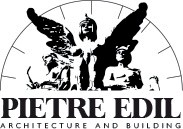 PIETRE EDIL
ARCHITECTURE AND BUILDING